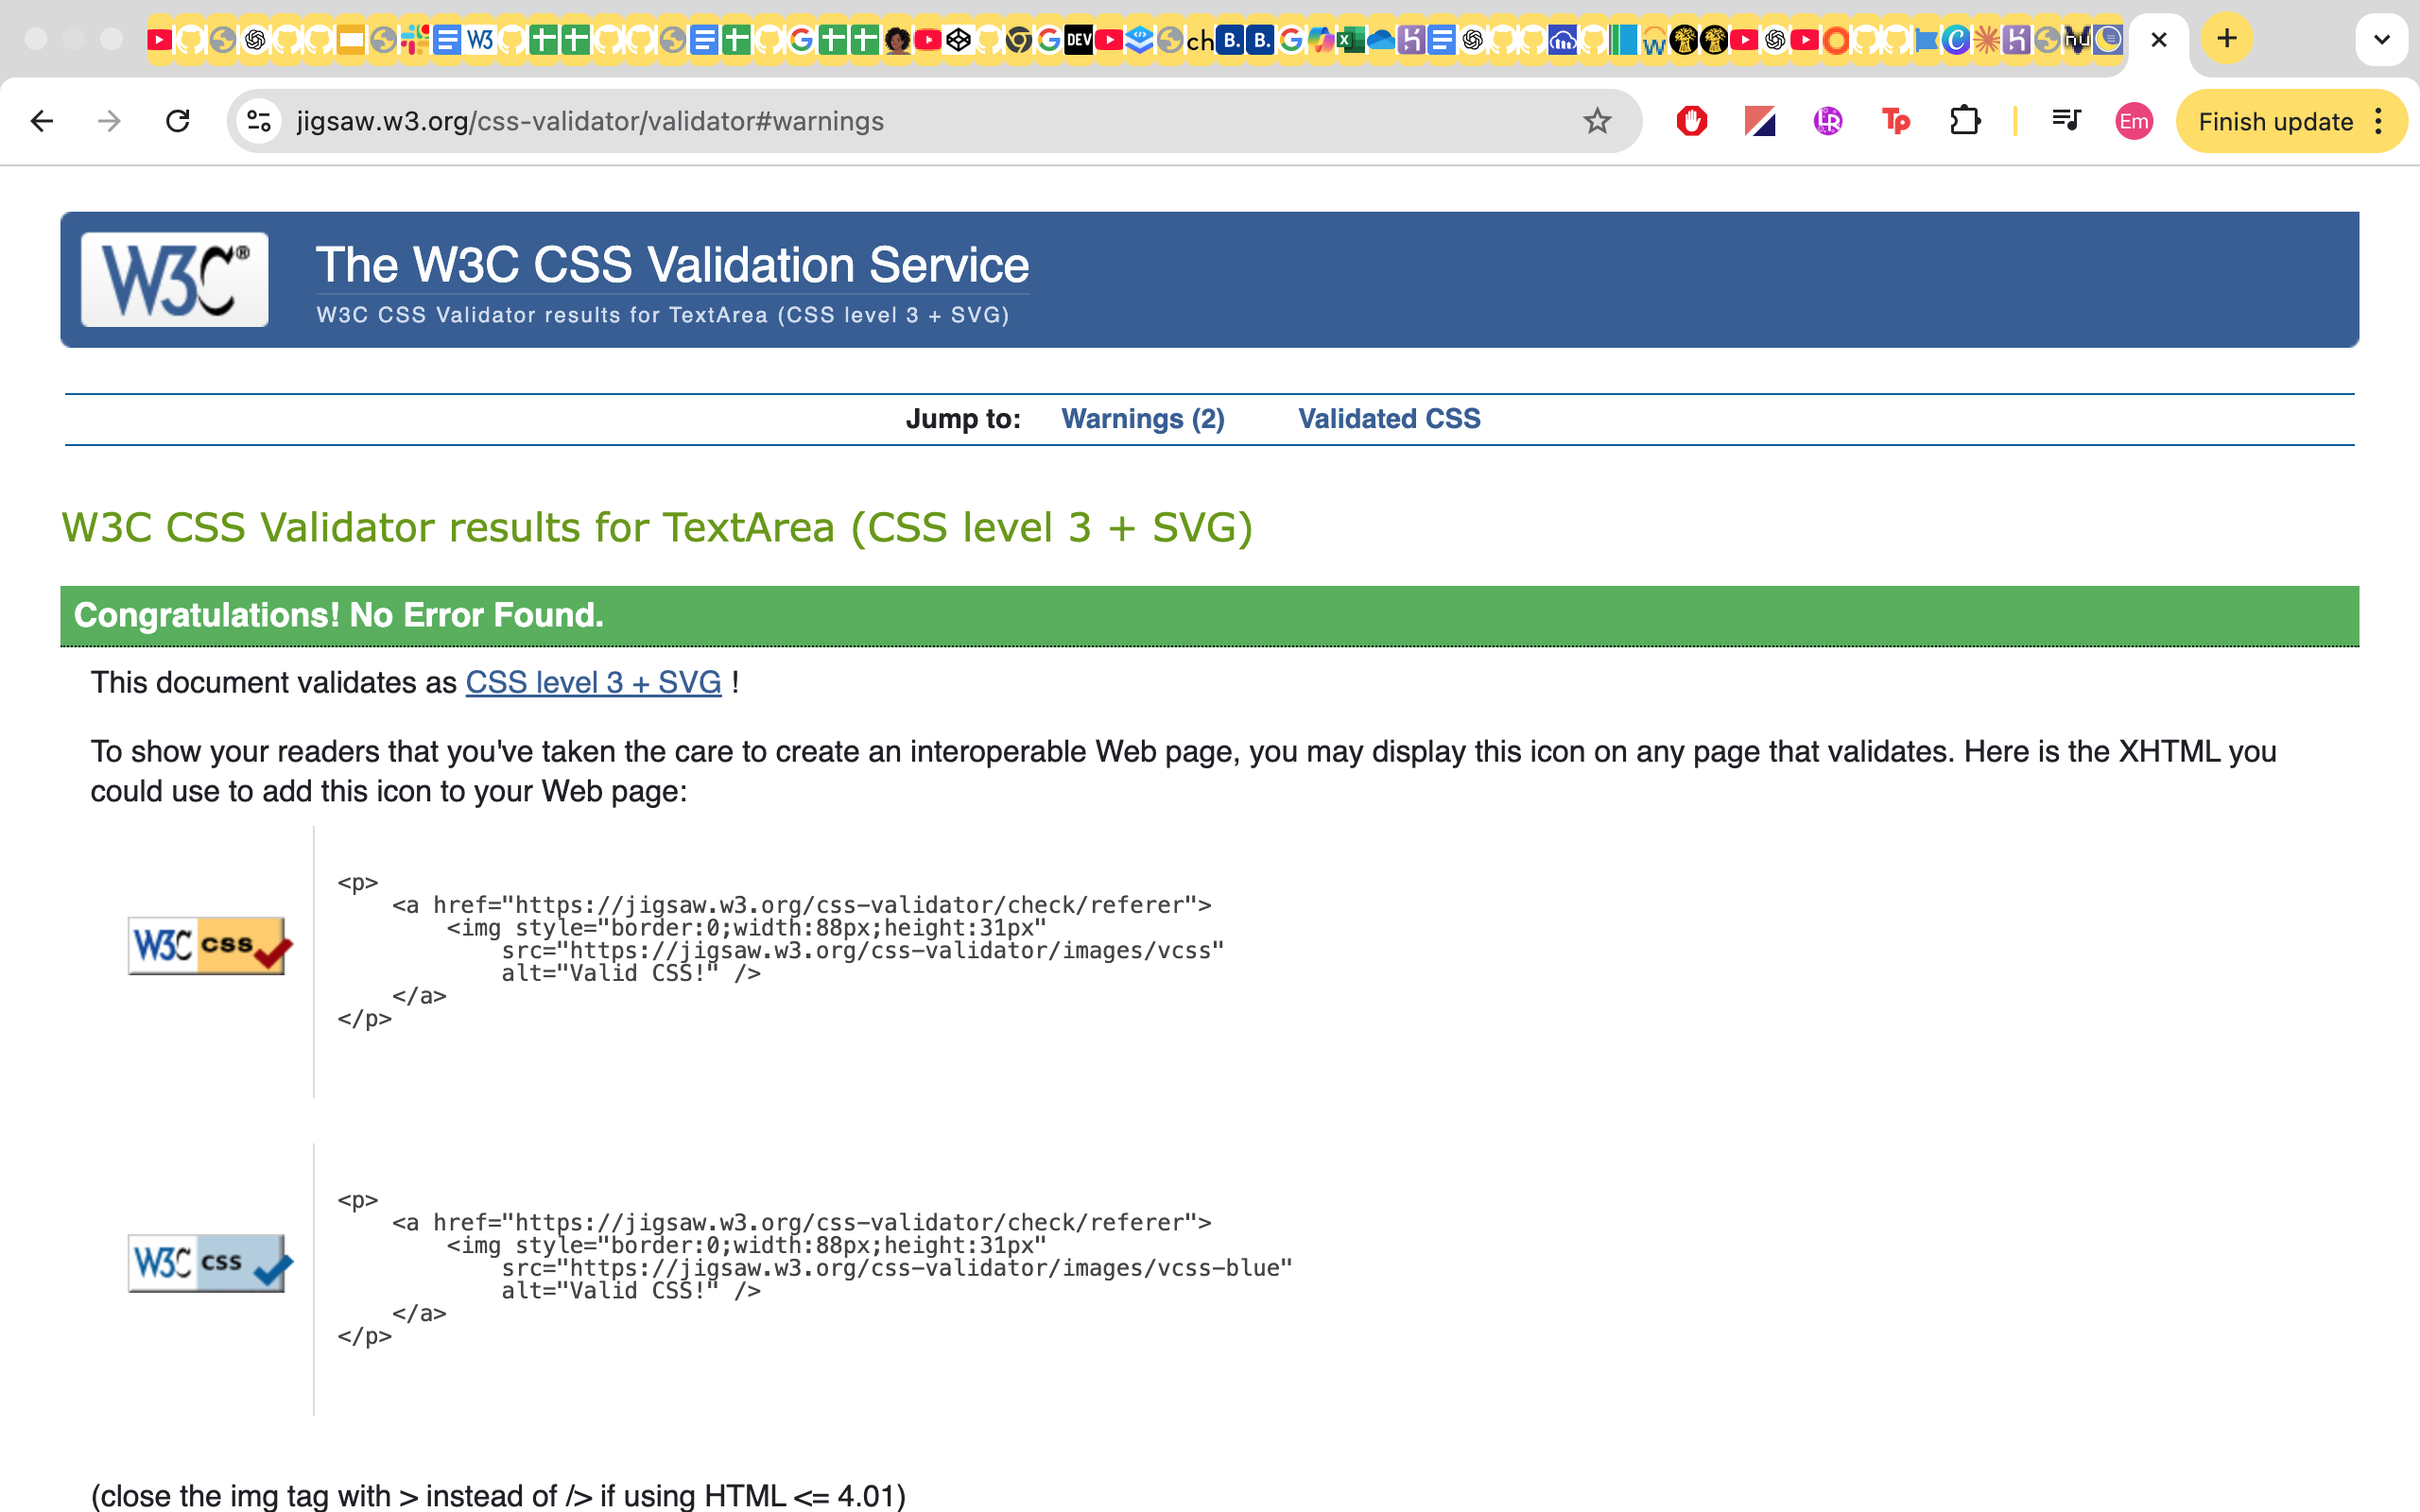 W3
DEV
ch
B.
B.
jigsaw.w3.org/css-validator/validator#warnings
Em
Finish update
W3C®
The W3C CSS Validation Service
W3C CSS Validator results for TextArea (CSS level 3 + SVG)
Jump to: Warnings (2) Validated CSS
W3C CSS Validator results for TextArea (CSS level 3 + SVG)
Congratulations! No Error Found.
This document validates as CSS level 3 + SVG !
To show your readers that you've taken the care to create an interoperable Web page, you may display this icon on any page that validates. Here is the XHTML you
could use to add this icon to your Web page:
W3C css
<p>
<a href="https://jigsaw.w3.org/css-validator/check/referer">
<img style="border:0;width:88px;height:31px"
src="https://jigsaw.w3.org/css-validator/images/vcss"
alt="Valid CSS!" />
</a>
</p>
W3C css
<p>
<a href="https://jigsaw.w3.org/css-validator/check/referer">
<img style="border:0;width:88px;height:31px"
src="https://jigsaw.w3.org/css-validator/images/vcss-blue"
alt="Valid CSS!" />
</a>
</p>
(close the img tag with > instead of /> if using HTML <= 4.01)